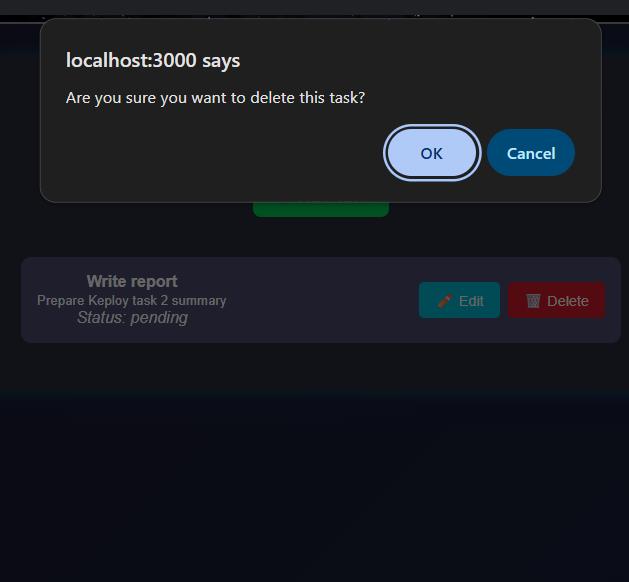 localhost:3000 says
Are you sure you want to delete this task?
OK
Cancel
Write report
Prepare Keploy task 2 summary
Status: pending
Edit
Delete